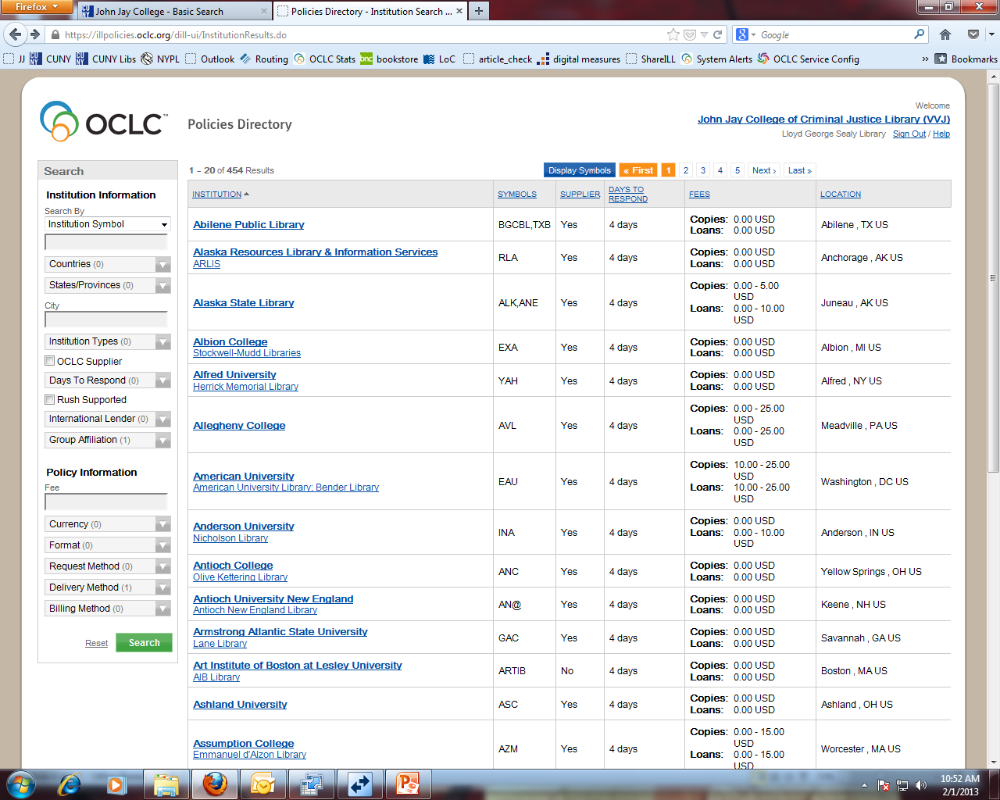 Firefox
John Jay College - Basic Search
Policies Directory - Institution Search ...
https://illpolicies.oclc.org/dill-ui/InstitutionResults.do
Google
JJ CUNY CUNY Libs NYPL Outlook Routing OCLC Stats bookstore LoC article_check digital measures ShareILL System Alerts OCLC Service Config » Bookmarks
OCLC™
Policies Directory
Welcome
John Jay College of Criminal Justice Library (VVJ)
Lloyd George Sealy Library Sign Out / Help
Search
Institution Information
Search By
Institution Symbol
Countries (0)
States/Provinces (0)
City
Institution Types (0)
OCLC Supplier
Days To Respond (0)
Rush Supported
International Lender (0)
Group Affiliation (1)
Policy Information
Fee
Currency (0)
Format (0)
Request Method (0)
Delivery Method (1)
Billing Method (0)
Reset Search
1 – 20 of 454 Results
Display Symbols « First 1 2 3 4 5 Next › Last »
INSTITUTION SYMBOLS SUPPLIER DAYS TO RESPOND FEES LOCATION
Abilene Public Library BGCBL,TXB Yes 4 days Copies: 0.00 USD Loans: 0.00 USD Abilene , TX US
Alaska Resources Library & Information Services
ARLIS RLA Yes 4 days Copies: 0.00 USD Loans: 0.00 USD Anchorage , AK US
Alaska State Library ALK,ANE Yes 4 days Copies: 0.00 - 5.00 USD Loans: 0.00 - 10.00 USD Juneau , AK US
Albion College
Stockwell-Mudd Libraries EXA Yes 4 days Copies: 0.00 USD Loans: 0.00 USD Albion , MI US
Alfred University
Herrick Memorial Library YAH Yes 4 days Copies: 0.00 USD Loans: 0.00 USD Alfred , NY US
Allegheny College AVL Yes 4 days Copies: 0.00 - 25.00 USD Loans: 0.00 - 25.00 USD Meadville , PA US
American University
American University Library; Bender Library EAU Yes 4 days Copies: 10.00 - 25.00 USD Loans: 10.00 - 25.00 USD Washington , DC US
Anderson University
Nicholson Library INA Yes 4 days Copies: 0.00 USD Loans: 0.00 - 10.00 USD Anderson , IN US
Antioch College
Olive Kettering Library ANC Yes 4 days Copies: 0.00 USD Loans: 0.00 USD Yellow Springs , OH US
Antioch University New England
Antioch New England Library AN@ Yes 4 days Copies: 0.00 USD Loans: 0.00 USD Keene , NH US
Armstrong Atlantic State University
Lane Library GAC Yes 4 days Copies: 0.00 USD Loans: 0.00 USD Savannah , GA US
Art Institute of Boston at Lesley University
AIB Library ARTIB No 4 days Copies: 0.00 USD Loans: 0.00 USD Boston , MA US
Ashland University ASC Yes 4 days Copies: 0.00 USD Loans: 0.00 USD Ashland , OH US
Assumption College
Emmanuel d'Alzon Library AZM Yes 4 days Copies: 0.00 - 15.00 USD Loans: 0.00 - 15.00 USD Worcester , MA US
10:52 AM
2/1/2013